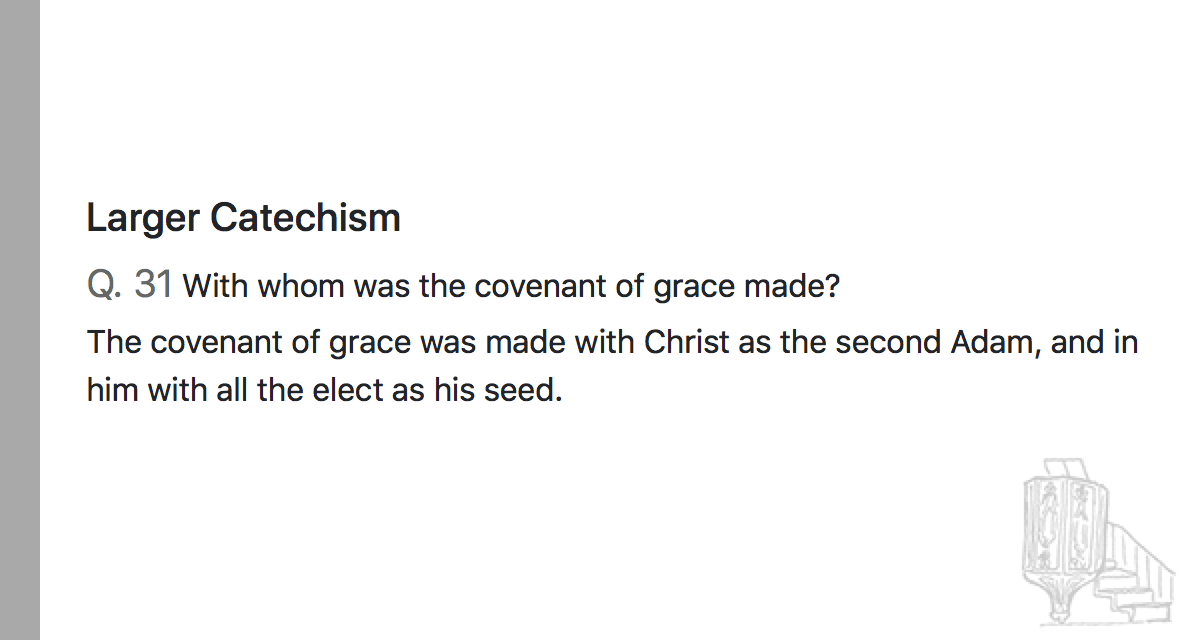 Larger Catechism
Q. 31 With whom was the covenant of grace made?
The covenant of grace was made with Christ as the second Adam, and in
him with all the elect as his seed.